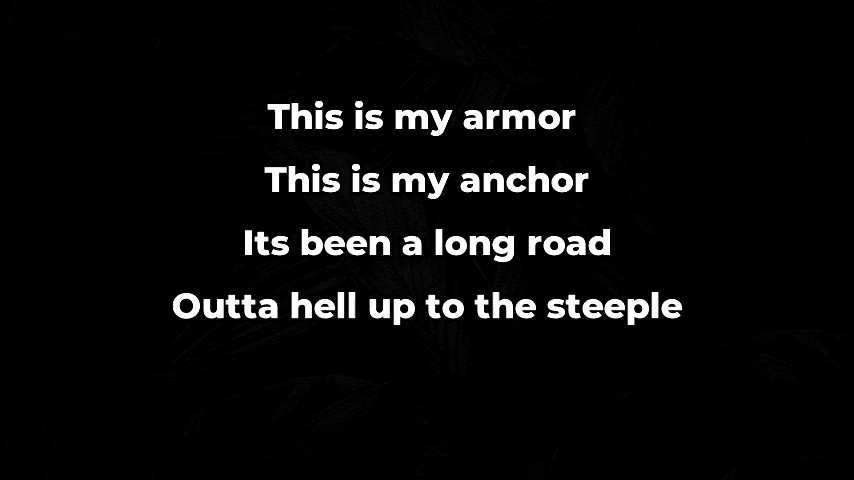 This is my armor
This is my anchor
Its been a long road
Outta hell up to the steeple